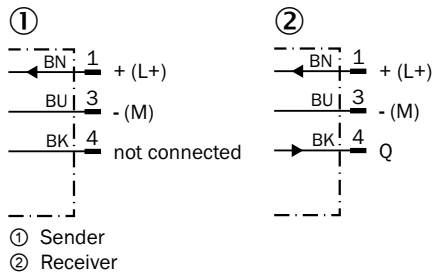 ① ②
BN 1 + (L+) BN 1 + (L+)
BU 3 - (M) BU 3 - (M)
BK 4 not connected BK 4 Q
① Sender
② Receiver